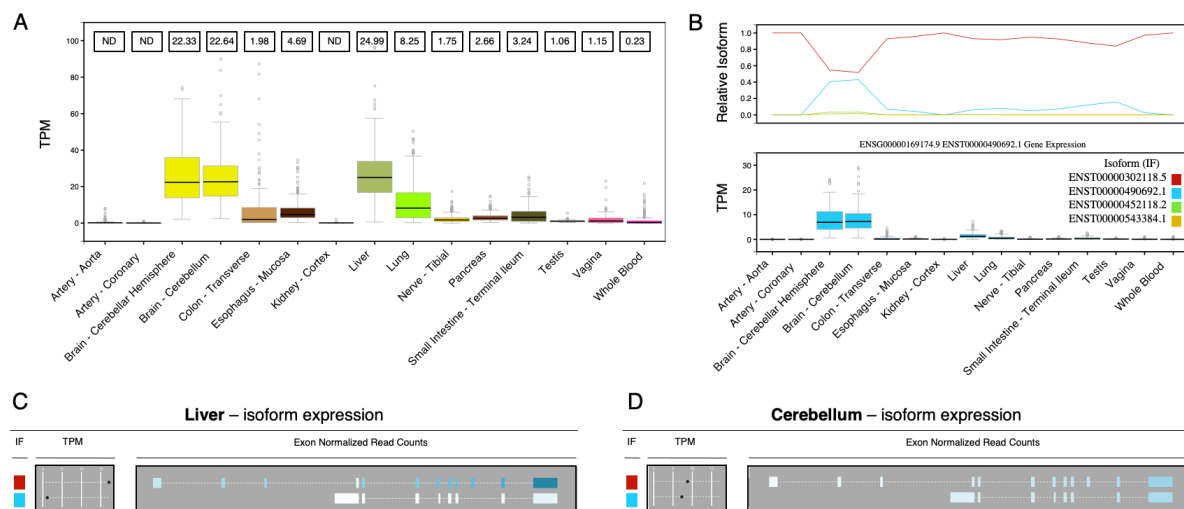 A
ND ND 22.33 22.64 1.98 4.69 ND 24.99 8.25 1.75 2.66 3.24 1.06 1.15 0.23
100
80
60
40
20
0
TPM
Artery - Aorta
Artery - Coronary
Brain - Cerebellar Hemisphere
Brain - Cerebellum
Colon - Transverse
Esophagus - Mucosa
Kidney - Cortex
Liver
Lung
Nerve - Tibial
Pancreas
Small Intestine - Terminal Ileum
Testis
Vagina
Whole Blood
B
Relative Isoform
1.0
0.8
0.6
0.4
0.2
0.0
ENSG00000169174.9 ENST00000490692.1 Gene Expression
TPM
30
20
10
0
Isoform (IF)
ENST0000302118.5
ENST0000490692.1
ENST0000452118.2
ENST0000543384.1
Artery - Aorta
Artery - Coronary
Brain - Cerebellar Hemisphere
Brain - Cerebellum
Colon - Transverse
Esophagus - Mucosa
Kidney - Cortex
Liver
Lung
Nerve - Tibial
Pancreas
Small Intestine - Terminal Ileum
Testis
Vagina
Whole Blood
C
Liver – isoform expression
IF TPM Exon Normalized Read Counts
D
Cerebellum – isoform expression
IF TPM Exon Normalized Read Counts